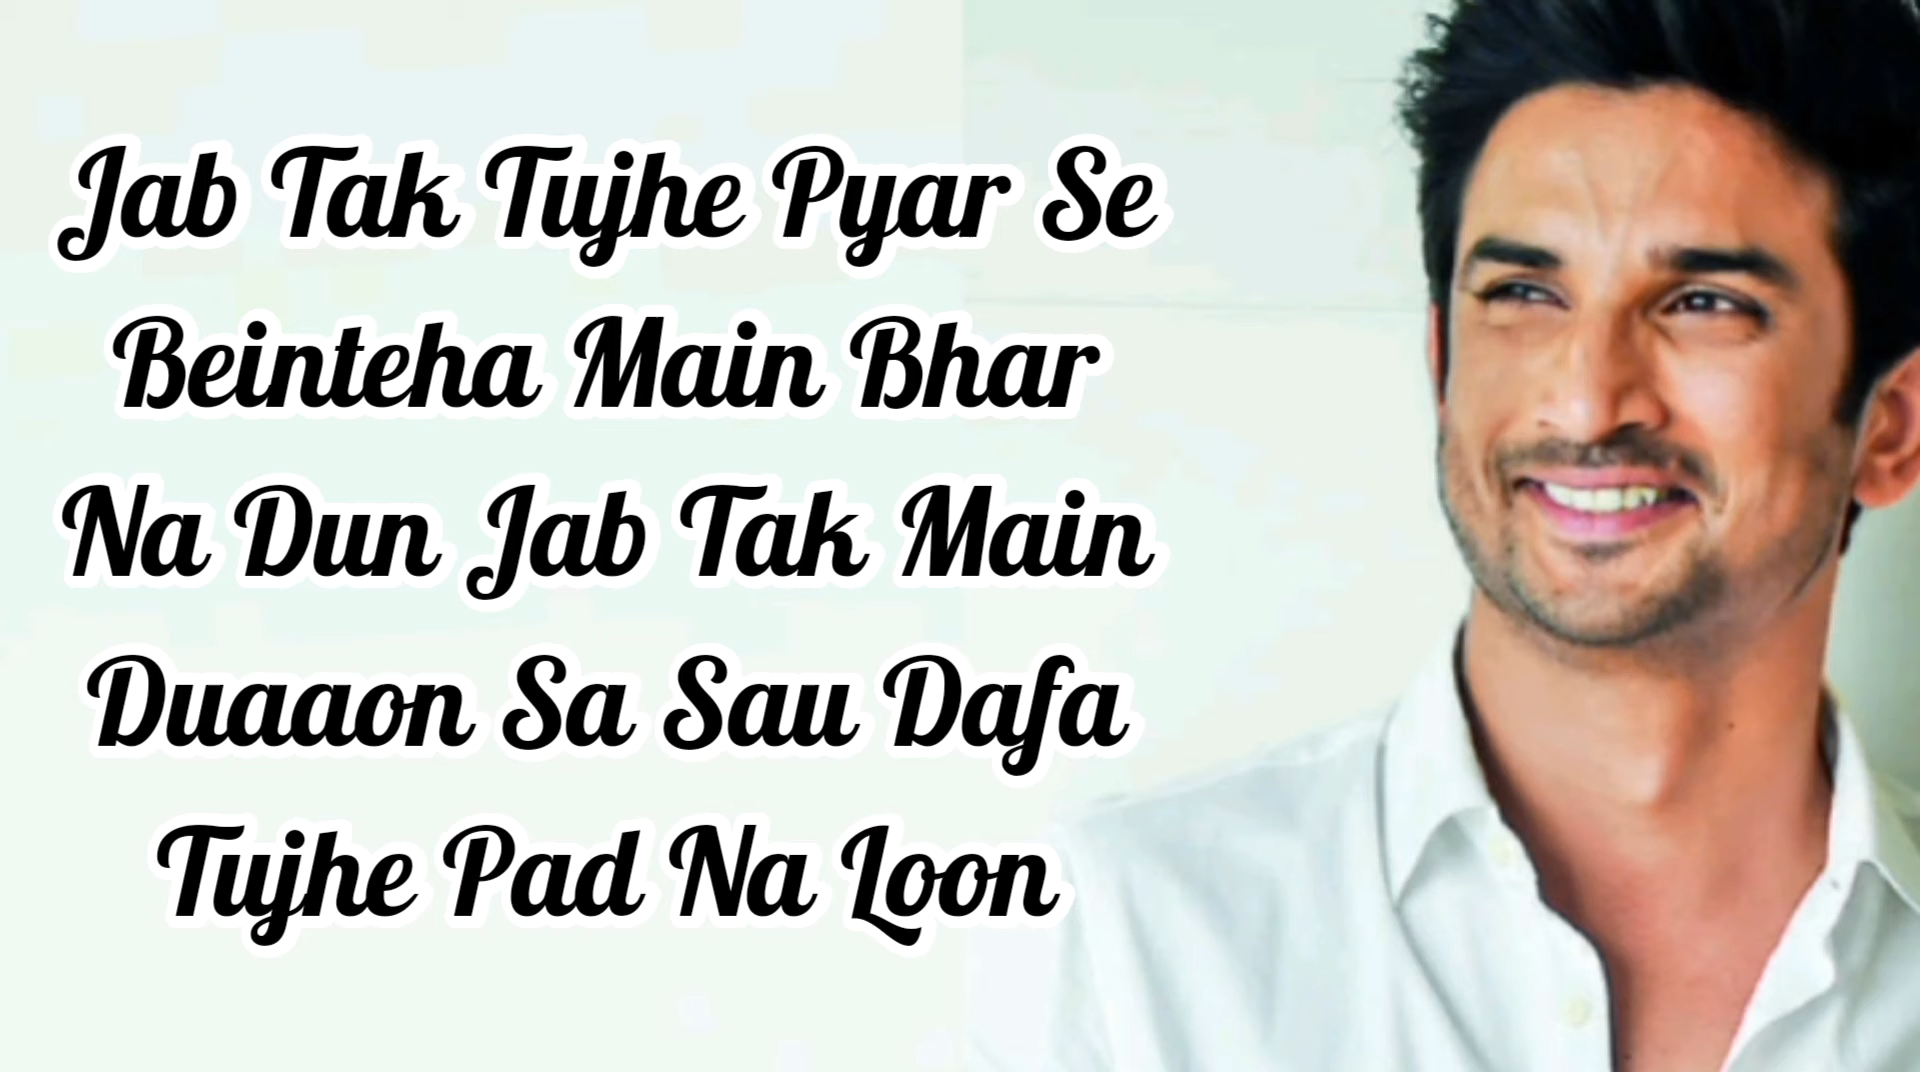 Jab Tak Tujhe Pyar Se
Beinteha Main Bhar
Na Dun Jab Tak Main
Duaaon Sa Sau Dafa
Tujhe Pad Na Loon